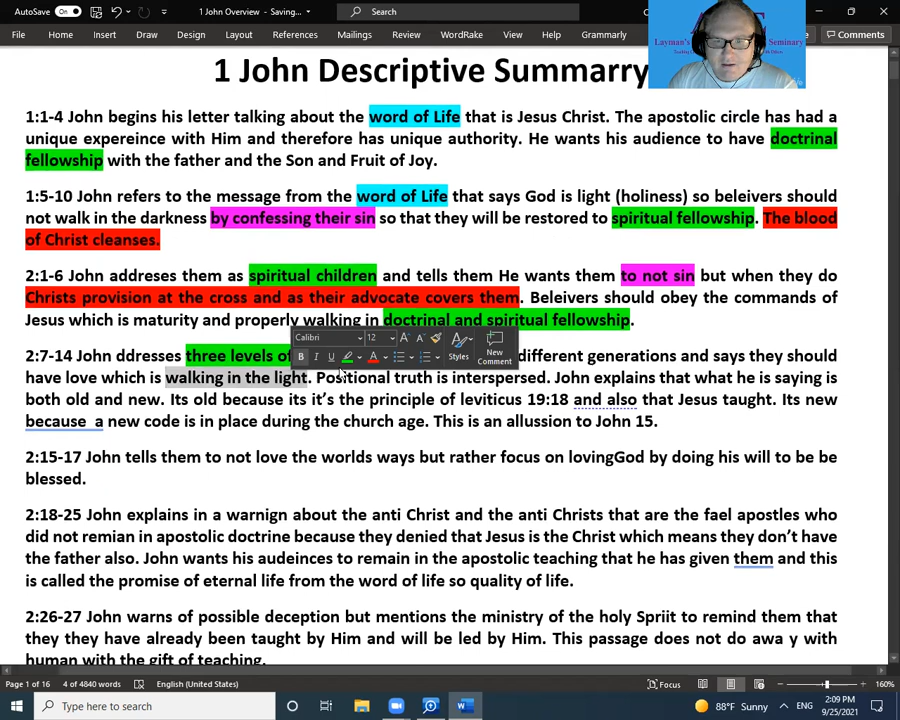 AutoSave On 1 John Overview - Saving... Search
File Home Insert Draw Design Layout References Mailings Review View WordRake Help Grammarly Comments
Layman's Seminary
1 John Descriptive Summarry
1:1-4 John begins his letter talking about the word of Life that is Jesus Christ. The apostolic circle has had a
unique expereince with Him and therefore has unique authority. He wants his audience to have doctrinal
fellowship with the father and the Son and Fruit of Joy.
1:5-10 John refers to the message from the word of Life that says God is light (holiness) so beleivers should
not walk in the darkness by confessing their sin so that they will be restored to spiritual fellowship. The blood
of Christ cleanses.
2:1-6 John addreses them as spiritual children and tells them He wants them to not sin but when they do
Christs provision at the cross and as their advocate covers them. Beleivers should obey the commands of
Jesus which is maturity and properly walking in doctrinal and spiritual fellowship.
Calibri 12
Styles New Comment
2:7-14 John ddresses three levels of different generations and says they should
have love which is walking in the light. Positional truth is interspersed. John explains that what he is saying is
both old and new. Its old because its it's the principle of leviticus 19:18 and also that Jesus taught. Its new
because a new code is in place during the church age. This is an allussion to John 15.
2:15-17 John tells them to not love the worlds ways but rather focus on lovingGod by doing his will to be be
blessed.
2:18-25 John explains in a warnign about the anti Christ and the anti Christs that are the fael apostles who
did not remian in apostolic doctrine because they denied that Jesus is the Christ which means they don't have
the father also. John wants his audeinces to remain in the apostolic teaching that he has given them and this
is called the promise of eternal life from the word of life so quality of life.
2:26-27 John warns of possible deception but mentions the ministry of the holy Spriit to remind them that
they they have already been taught by Him and will be led by Him. This passage does not do awa y with
human with the gift of teaching.
Page 1 of 16 4 of 4840 words English (United States) Focus 160%
Type here to search 88°F Sunny ENG 2:09 PM
9/25/2021